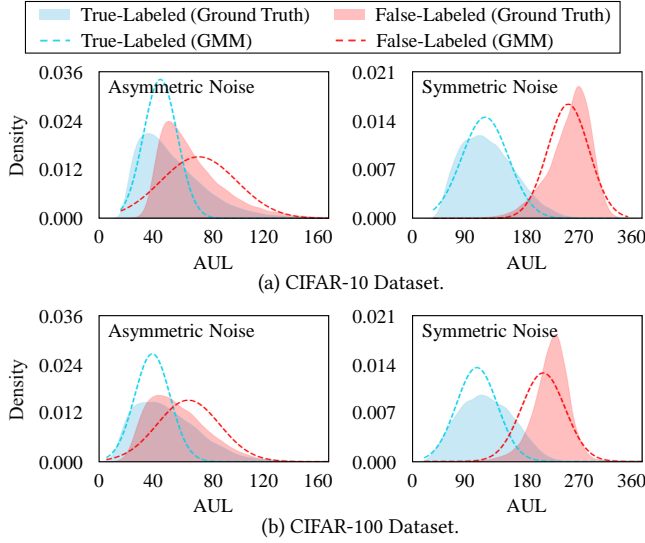 True-Labeled (Ground Truth) False-Labeled (Ground Truth)
True-Labeled (GMM) False-Labeled (GMM)
Asymmetric Noise
Density
0.036
0.024
0.012
0.000
0 40 80 120 160
AUL
Symmetric Noise
0.021
0.014
0.007
0.000
0 90 180 270 360
AUL
(a) CIFAR-10 Dataset.
Asymmetric Noise
Density
0.036
0.024
0.012
0.000
0 40 80 120 160
AUL
Symmetric Noise
0.021
0.014
0.007
0.000
0 90 180 270 360
AUL
(b) CIFAR-100 Dataset.